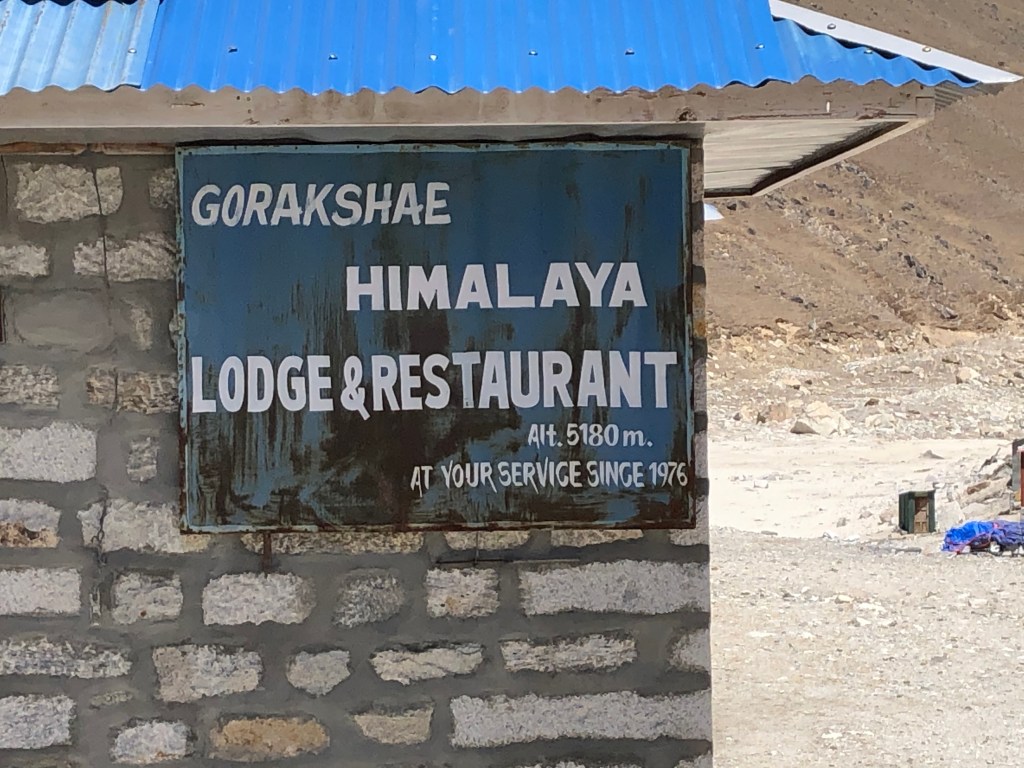 GORAKSHAE
HIMALAYA
LODGE & RESTAURANT
Alt. 5180 m.
AT YOUR SERVICE SINCE 1976